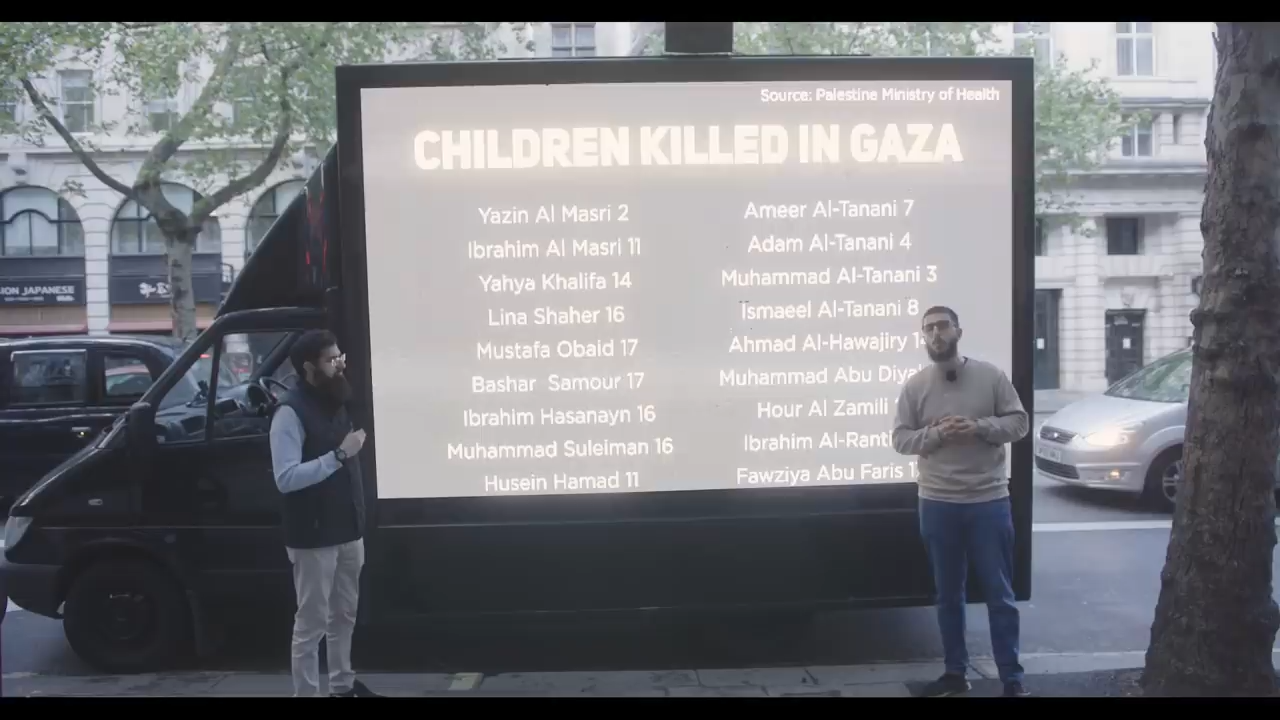 Source: Palestine Ministry of Health
CHILDREN KILLED IN GAZA
Yazin Al Masri 2
Ibrahim Al Masri 11
Yahya Khalifa 14
Lina Shaher 16
Mustafa Obaid 17
Bashar Samour 17
Ibrahim Hasanayn 16
Muhammad Suleiman 16
Husein Hamad 11
Ameer Al-Tanani 7
Adam Al-Tanani 4
Muhammad Al-Tanani 3
Ismaeel Al-Tanani 8
Ahmad Al-Hawajiry
Muhammad Abu
Hour Al Zamili
Ibrahim
Fawziya Abu Faris
JAPANESE